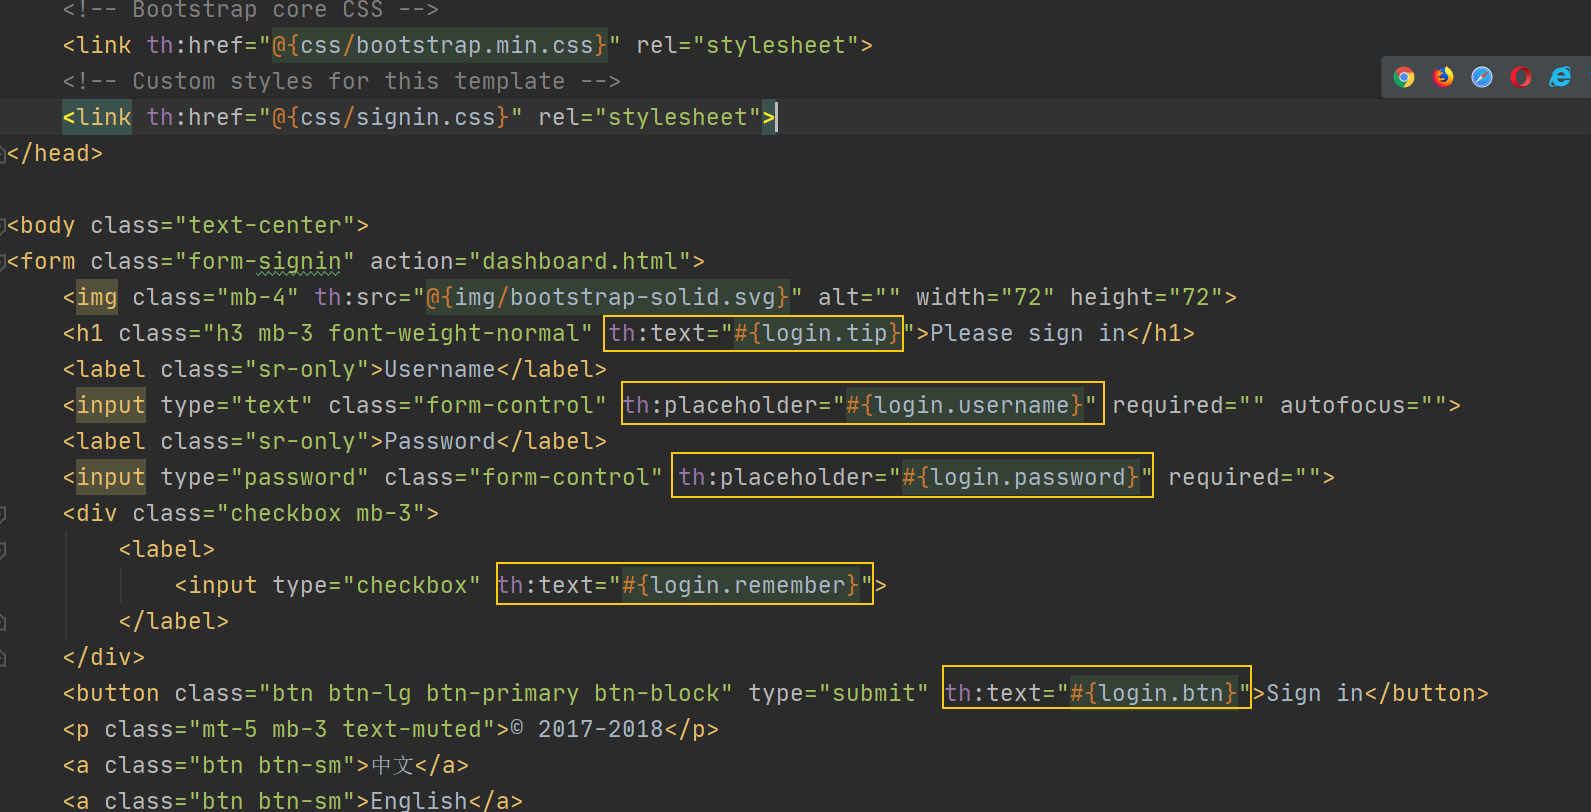 <!-- Bootstrap core CSS -->
<link th:href="@{css/bootstrap.min.css}" rel="stylesheet">
<!-- Custom styles for this template -->
<link th:href="@{css/signin.css}" rel="stylesheet">
</head>
<body class="text-center">
<form class="form-signin" action="dashboard.html">
<img class="mb-4" th:src="@{img/bootstrap-solid.svg}" alt="" width="72" height="72">
<h1 class="h3 mb-3 font-weight-normal" th:text="#{login.tip}">Please sign in</h1>
<label class="sr-only">Username</label>
<input type="text" class="form-control" th:placeholder="#{login.username}" required="" autofocus="">
<label class="sr-only">Password</label>
<input type="password" class="form-control" th:placeholder="#{login.password}" required="">
<div class="checkbox mb-3">
<label>
<input type="checkbox" th:text="#{login.remember}">
</label>
</div>
<button class="btn btn-lg btn-primary btn-block" type="submit" th:text="#{login.btn}">Sign in</button>
<p class="mt-5 mb-3 text-muted">© 2017-2018</p>
<a class="btn btn-sm">中文</a>
<a class="btn btn-sm">English</a>